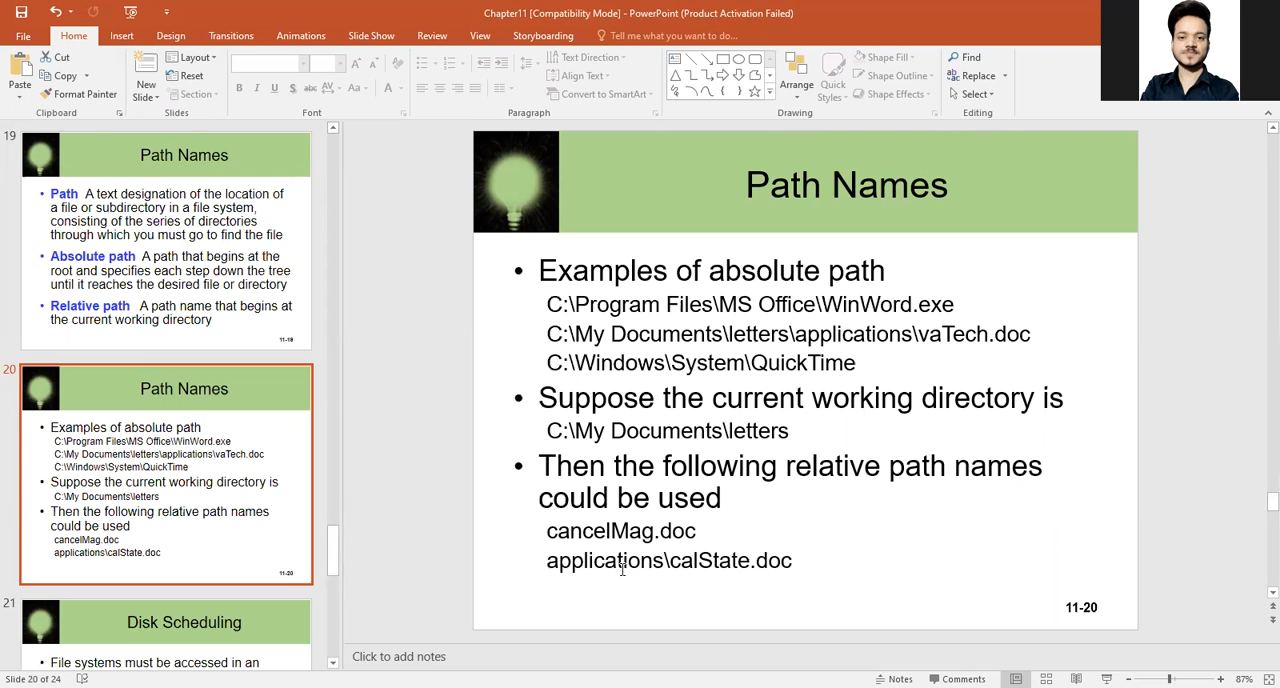 Chapter11 [Compatibility Mode] - PowerPoint (Product Activation Failed)
File Home Insert Design Transitions Animations Slide Show Review View Storyboarding Tell me what you want to do...
Paste
Cut
Copy
Format Painter
Clipboard
New Slide
Layout
Reset
Section
Slides
B I U S abc AV Aa A
Font
Text Direction
Align Text
Convert to SmartArt
Paragraph
Arrange
Quick Styles
Shape Fill
Shape Outline
Shape Effects
Drawing
Find
Replace
Select
Editing
19
Path Names
• Path A text designation of the location of
a file or subdirectory in a file system,
consisting of the series of directories
through which you must go to find the file
• Absolute path A path that begins at the
root and specifies each step down the tree
until it reaches the desired file or directory
• Relative path A path name that begins at
the current working directory
11-19
20
Path Names
• Examples of absolute path
C:\Program Files\MS Office\WinWord.exe
C:\My Documents\letters\applications\vaTech.doc
C:\Windows\System\QuickTime
• Suppose the current working directory is
C:\My Documents\letters
• Then the following relative path names
could be used
cancelMag.doc
applications\calState.doc
11-20
21
Disk Scheduling
• File systems must be accessed in an
Path Names
• Examples of absolute path
C:\Program Files\MS Office\WinWord.exe
C:\My Documents\letters\applications\vaTech.doc
C:\Windows\System\QuickTime
• Suppose the current working directory is
C:\My Documents\letters
• Then the following relative path names
could be used
cancelMag.doc
applications\calState.doc
11-20
Click to add notes
Slide 20 of 24
Notes
Comments
87%